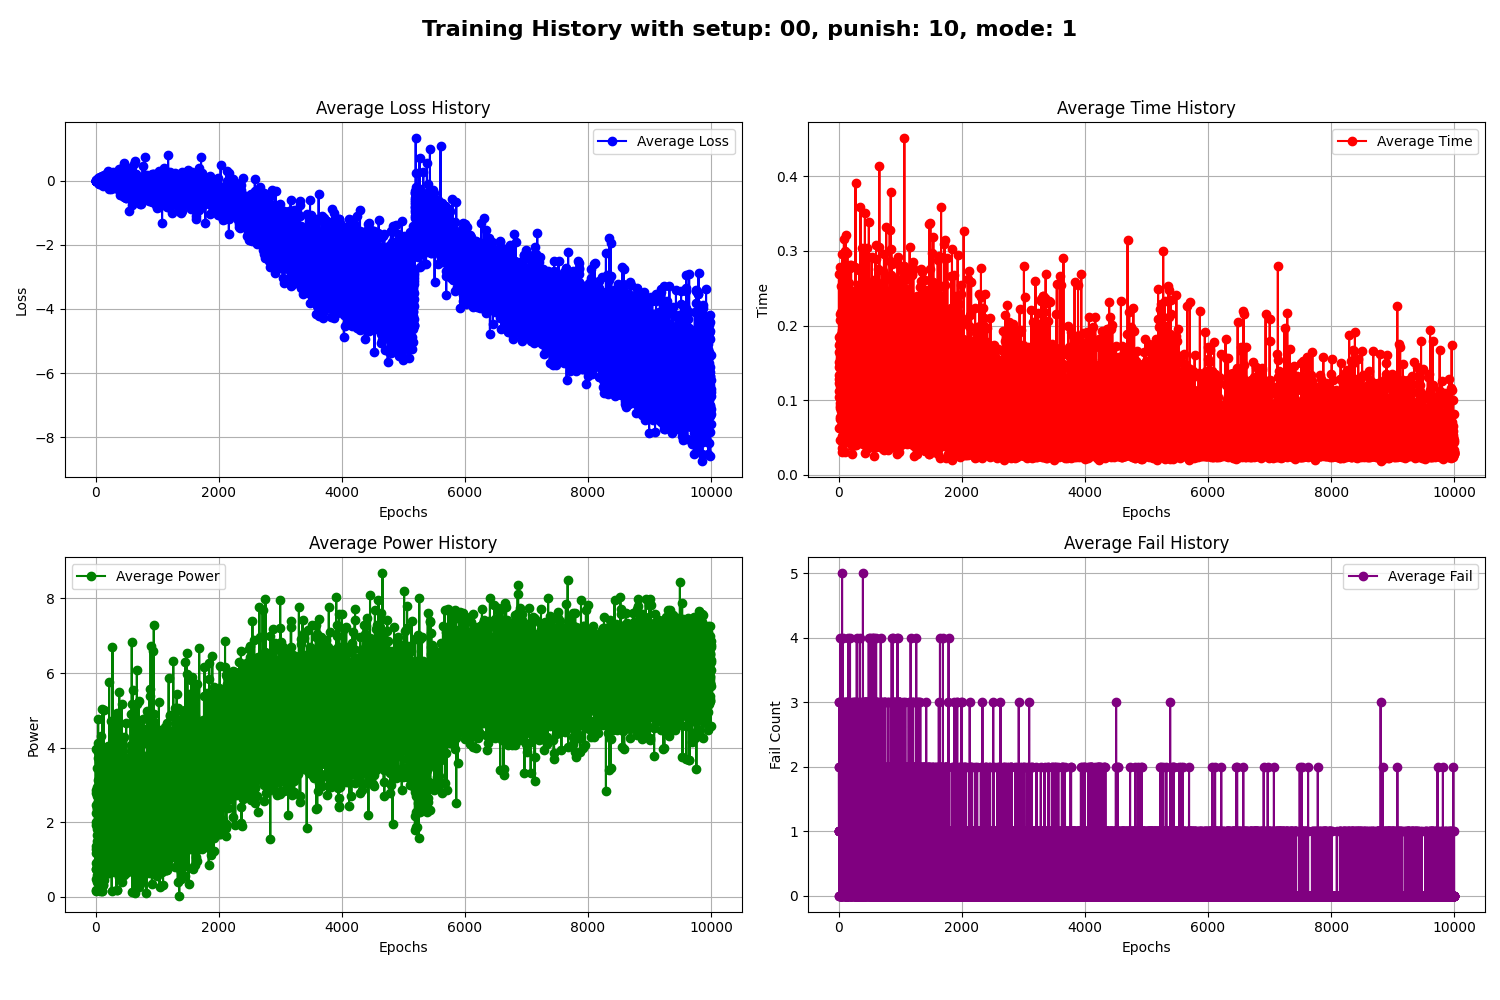 Training History with setup: 00, punish: 10, mode: 1
Average Loss History
Average Loss
Loss
0
−2
−4
−6
−8
0 2000 4000 6000 8000 10000
Epochs
Average Time History
Average Time
Time
0.4
0.3
0.2
0.1
0.0
0 2000 4000 6000 8000 10000
Epochs
Average Power History
Average Power
Power
8
6
4
2
0
0 2000 4000 6000 8000 10000
Epochs
Average Fail History
Average Fail
Fail Count
5
4
3
2
1
0
0 2000 4000 6000 8000 10000
Epochs